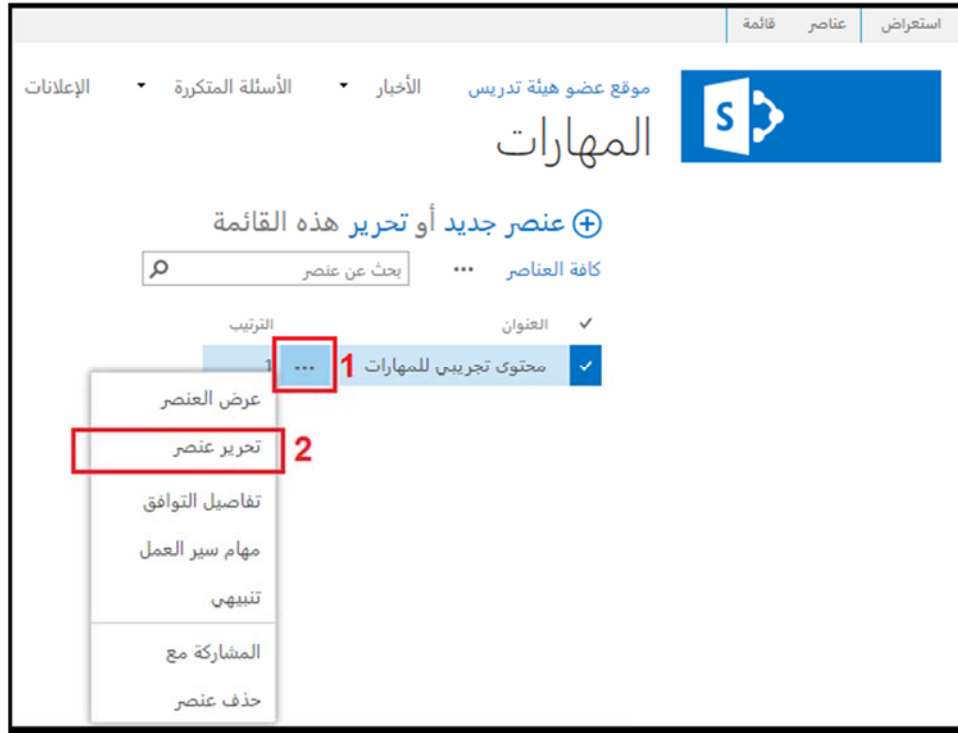 استعراض عناصر قائمة
موقع عضو هيئة تدريس الأخبار الأسئلة المتكررة الإعلانات
S
المهارات
عنصر جديد أو تحرير هذه القائمة
كافة العناصر ... بحث عن عنصر
العنوان الترتيب
محتوى تجريبي للمهارات 1 ... 1
عرض العنصر
تحرير عنصر 2
تفاصيل التوافق
مهام سير العمل
تنبيهي
المشاركة مع
حذف عنصر